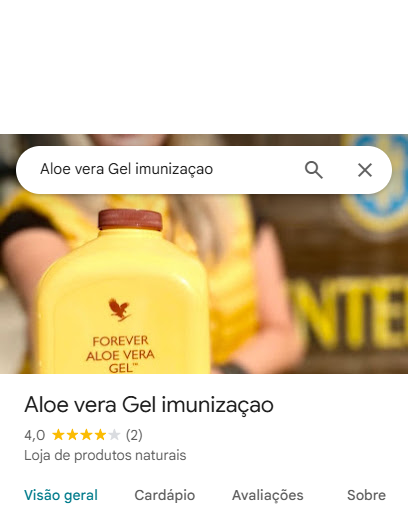 Aloe vera Gel imunizaçao
FOREVER
ALOE VERA
GEL™
NTE
Aloe vera Gel imunizaçao
4,0 (2)
Loja de produtos naturais
Visão geral Cardápio Avaliações Sobre